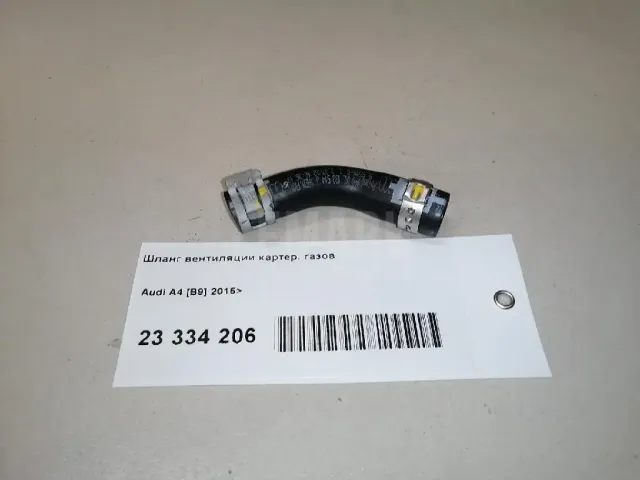 Шланг вентиляции картер. газов
Audi A4 [B9] 2015>
23 334 206